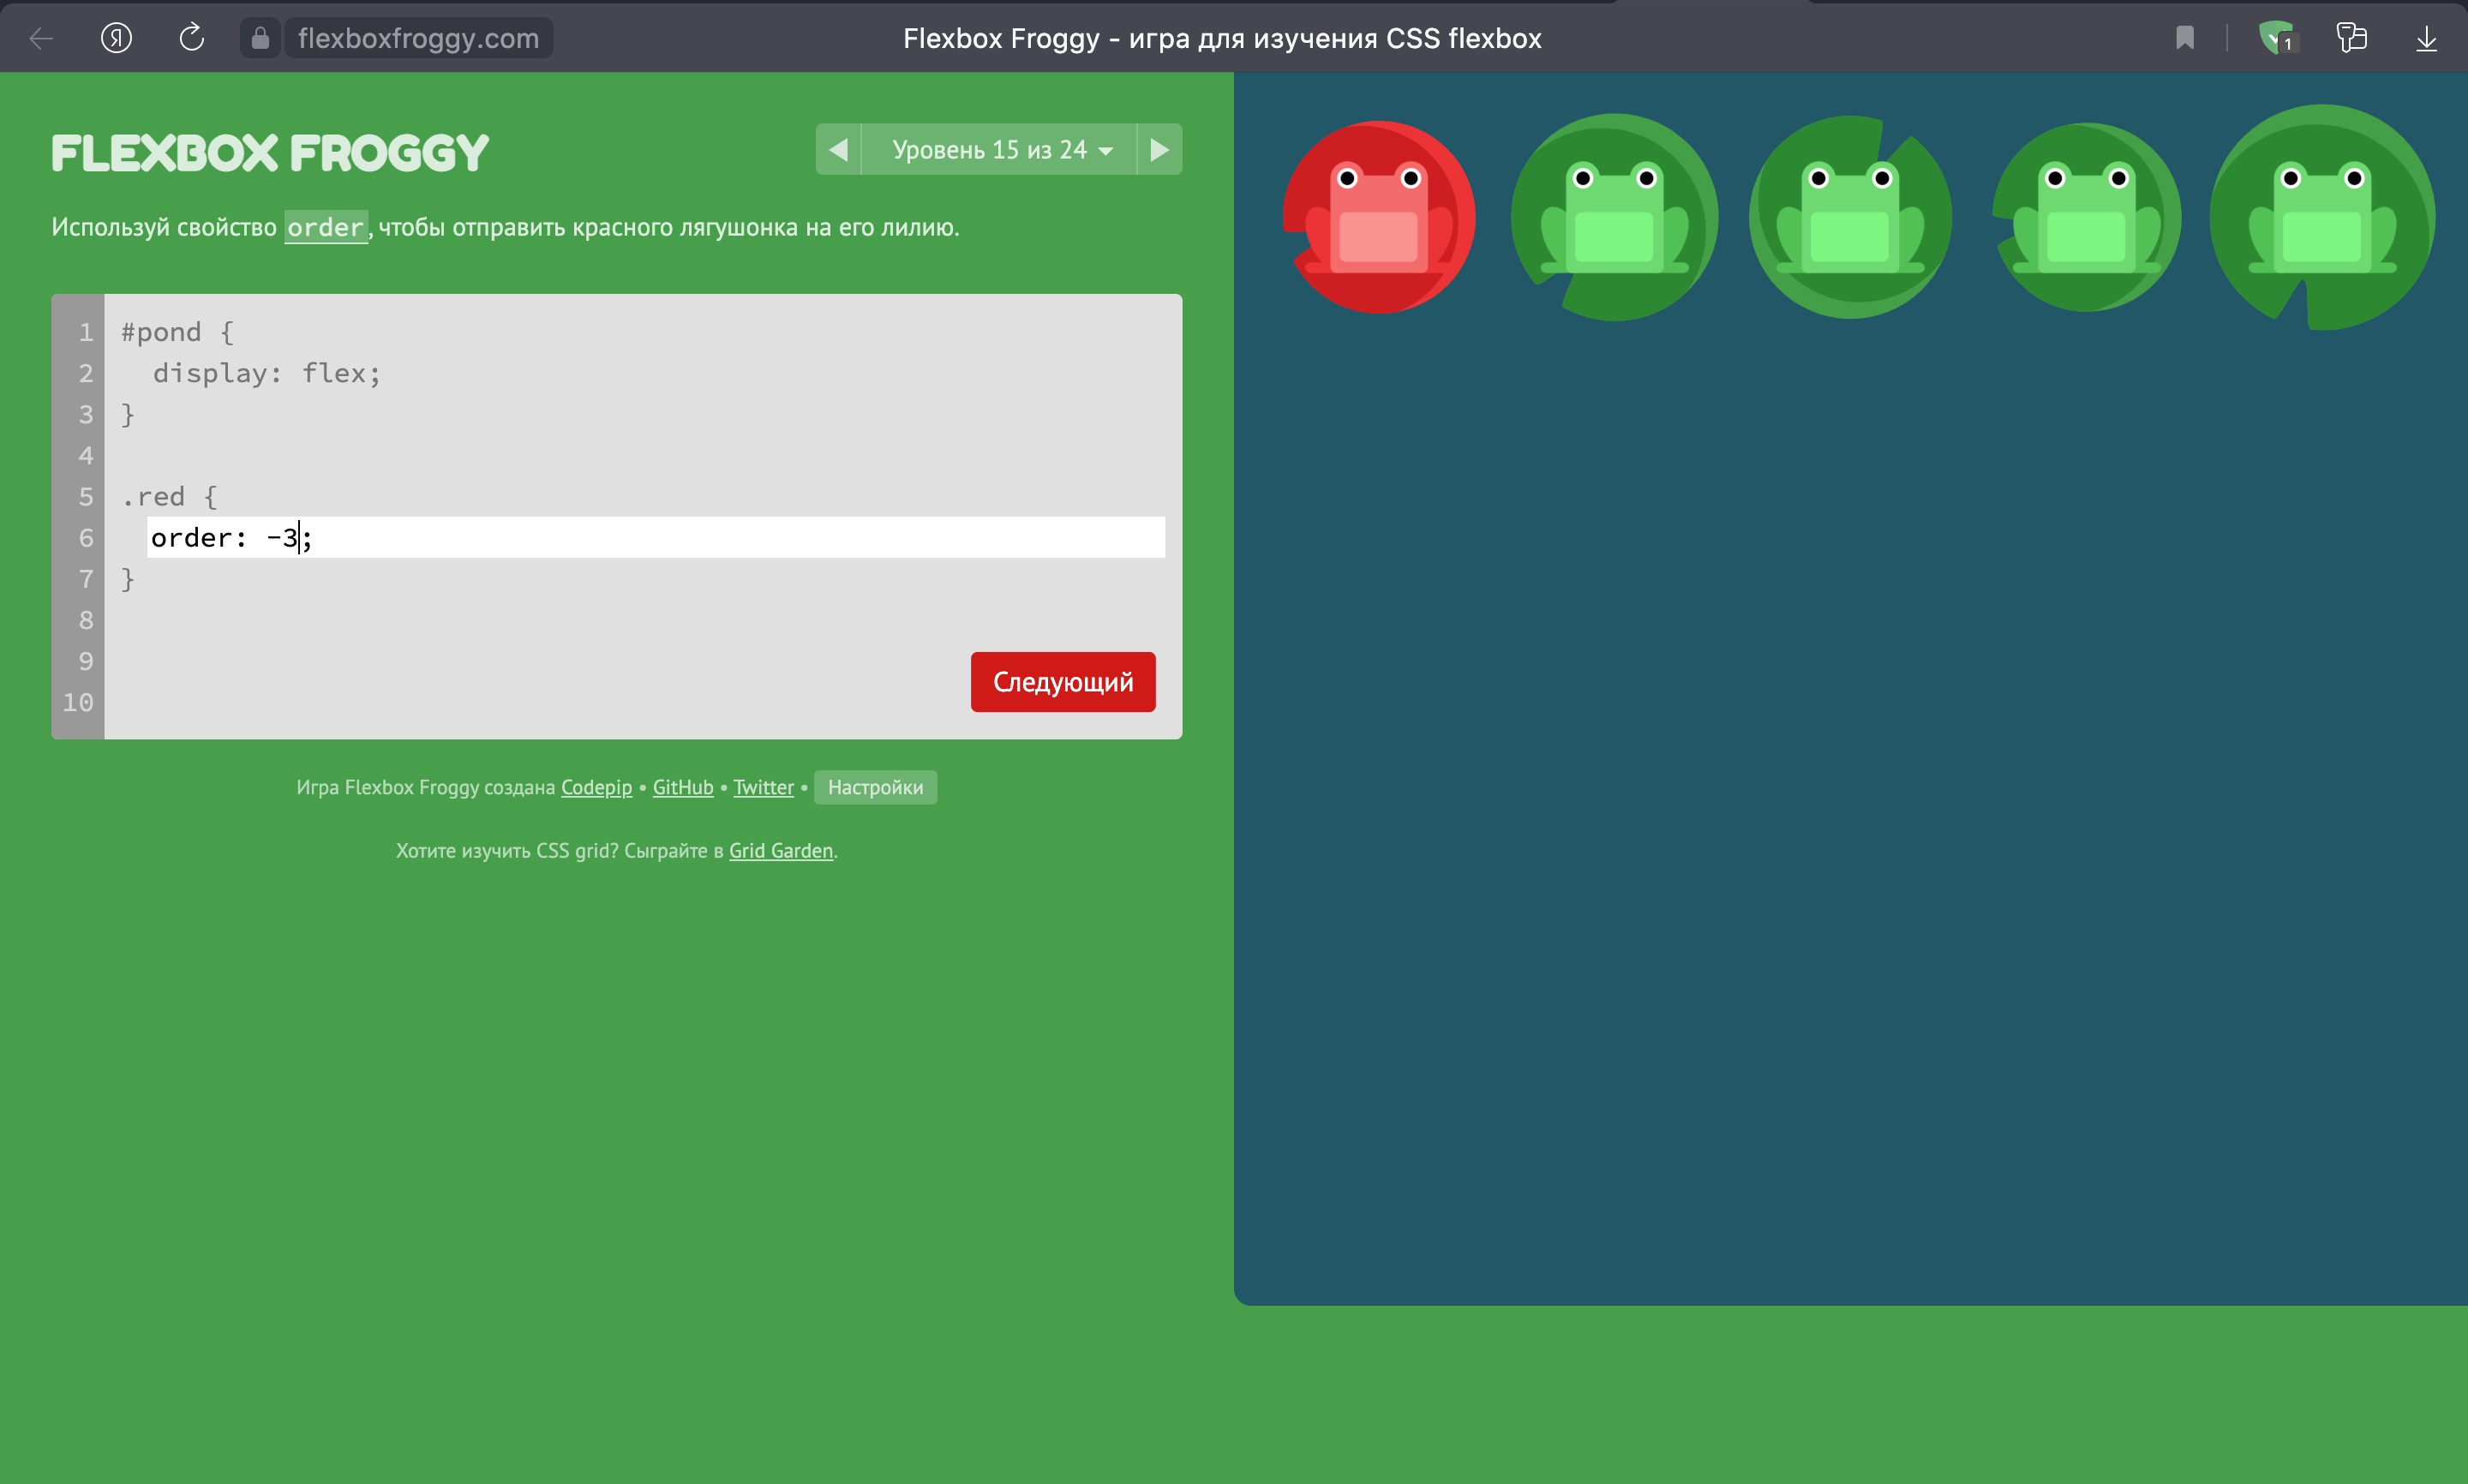 flexboxfroggy.com
Flexbox Froggy - игра для изучения CSS flexbox
1
FLEXBOX FROGGY
Уровень 15 из 24
Используй свойство order, чтобы отправить красного лягушонка на его лилию.
1 #pond {
2   display: flex;
3 }
4
5 .red {
6   order: -3;
7 }
8
9
10
Следующий
Игра Flexbox Froggy создана Codepip • GitHub • Twitter • Настройки
Хотите изучить CSS grid? Сыграйте в Grid Garden.